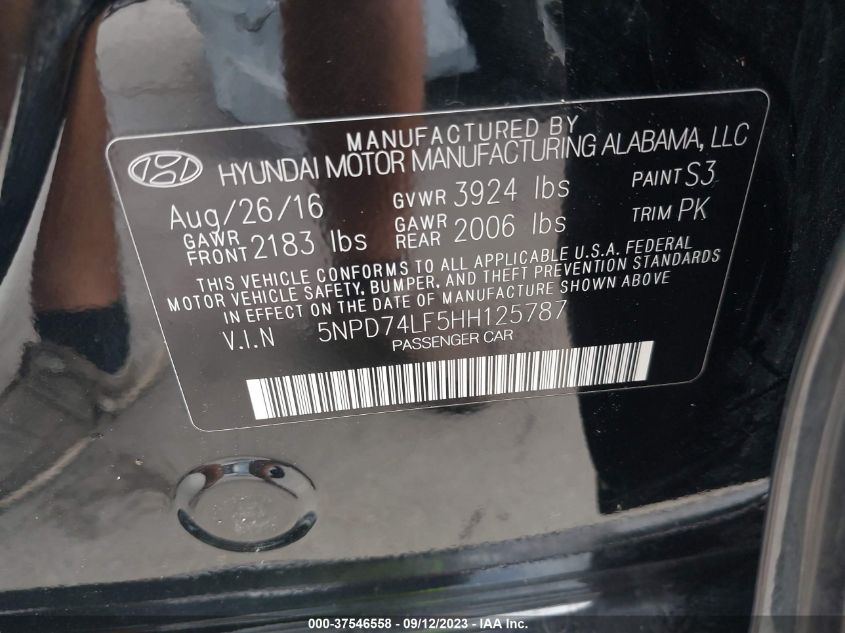 MANUFACTURED BY
HYUNDAI MOTOR MANUFACTURING ALABAMA, LLC
Aug/26/16 GVWR 3924 lbs PAINT S3
GAWR FRONT 2183 lbs GAWR REAR 2006 lbs TRIM PK
THIS VEHICLE CONFORMS TO ALL APPLICABLE U.S.A. FEDERAL
MOTOR VEHICLE SAFETY, BUMPER, AND THEFT PREVENTION STANDARDS
IN EFFECT ON THE DATE OF MANUFACTURE SHOWN ABOVE
V.I.N 5NPD74LF5HH125787
PASSENGER CAR
000-37546558 - 09/12/2023 - IAA Inc.